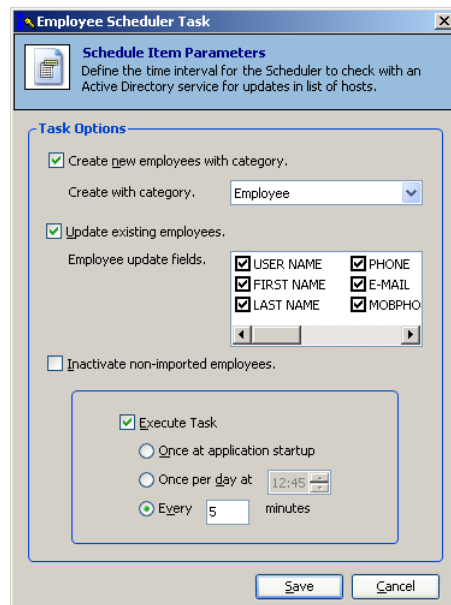 Employee Scheduler Task
Schedule Item Parameters
Define the time interval for the Scheduler to check with an
Active Directory service for updates in list of hosts.
Task Options
Create new employees with category.
Create with category. Employee
Update existing employees.
Employee update fields. USER NAME PHONE
FIRST NAME E-MAIL
LAST NAME MOBPHO
Inactivate non-imported employees.
Execute Task
Once at application startup
Once per day at 12:45
Every 5 minutes
Save Cancel